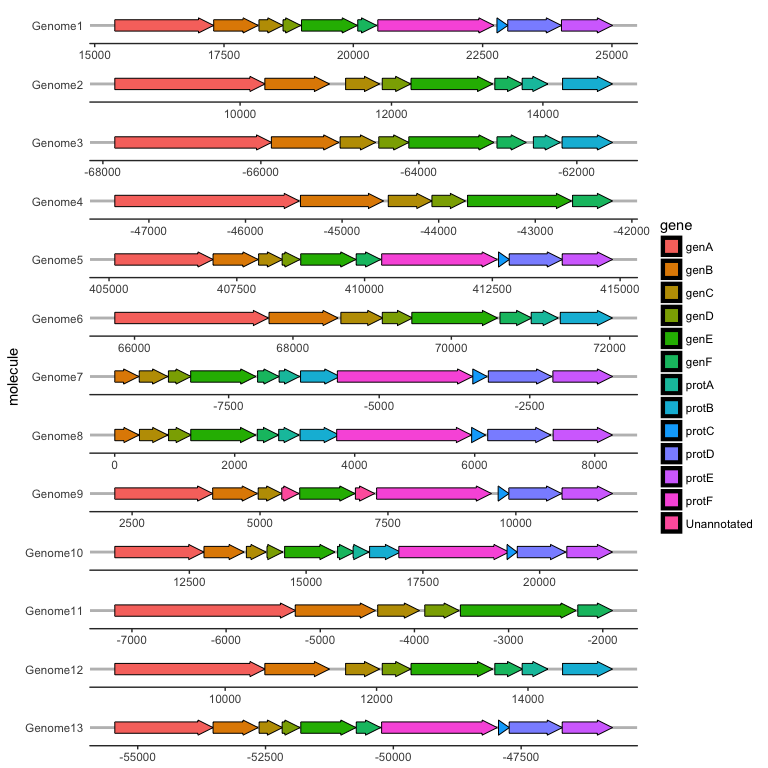 Genome1
15000 17500 20000 22500 25000
Genome2
10000 12000 14000
Genome3
-68000 -66000 -64000 -62000
Genome4
-47000 -46000 -45000 -44000 -43000 -42000
Genome5
405000 407500 410000 412500 415000
Genome6
66000 68000 70000 72000
Genome7
-7500 -5000 -2500
Genome8
0 2000 4000 6000 8000
Genome9
2500 5000 7500 10000
Genome10
12500 15000 17500 20000
Genome11
-7000 -6000 -5000 -4000 -3000 -2000
Genome12
10000 12000 14000
Genome13
-55000 -52500 -50000 -47500
molecule
gene
genA
genB
genC
genD
genE
genF
protA
protB
protC
protD
protE
protF
Unannotated